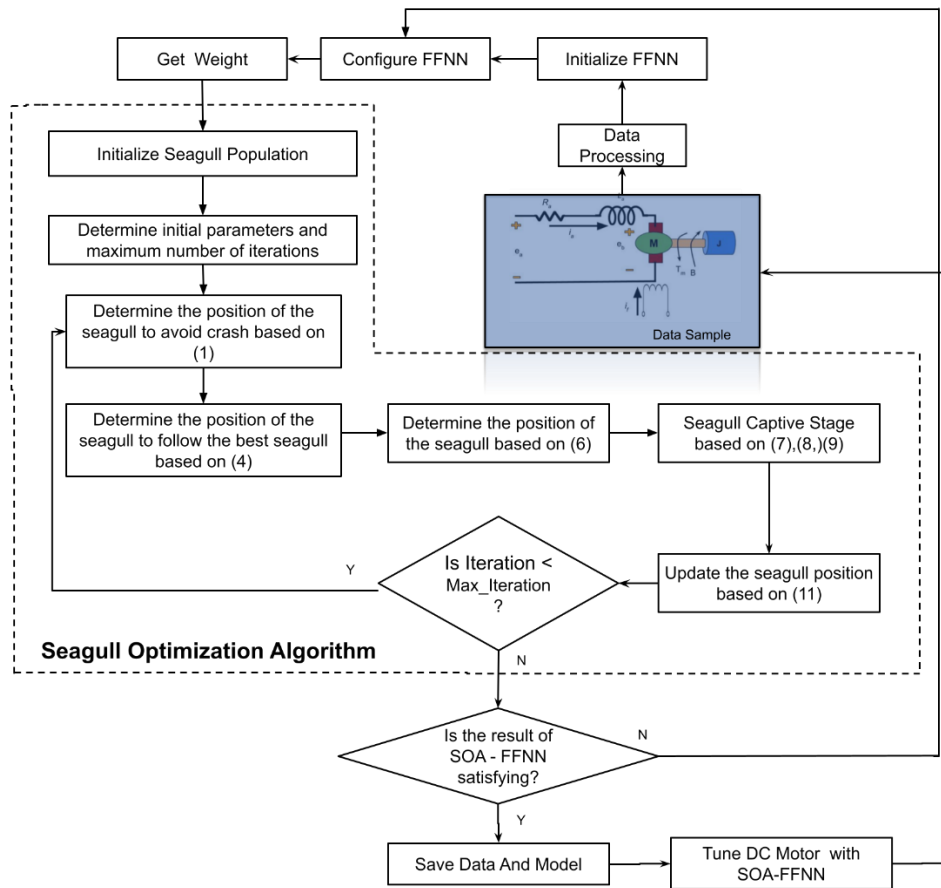 Get Weight
Configure FFNN
Initialize FFNN
Data
Processing
Initialize Seagull Population
Determine initial parameters and
maximum number of iterations
Determine the position of the
seagull to avoid crash based on
(1)
Determine the position of the
seagull to follow the best seagull
based on (4)
Determine the position of
the seagull based on (6)
Seagull Captive Stage
based on (7),(8,)(9)
Update the seagull position
based on (11)
Is Iteration <
Max_Iteration
?
Y
N
Seagull Optimization Algorithm
Is the result of
SOA - FFNN
satisfying?
N
Y
Save Data And Model
Tune DC Motor with
SOA-FFNN
Rₐ
+
+
M
J
Tₘ
B
−
−
Data Sample